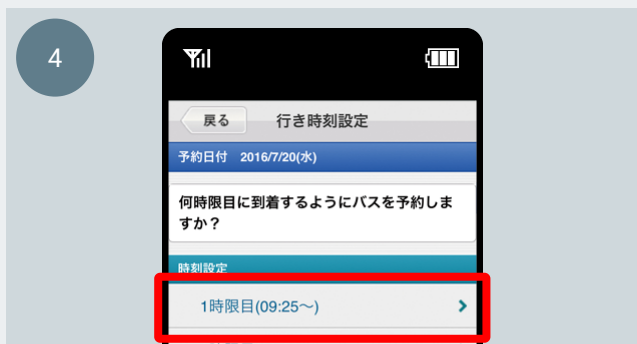 4
戻る 行き時刻設定
予約日付 2016/7/20(水)
何時限目に到着するようにバスを予約しま
すか？
時刻設定
1時限目(09:25～)